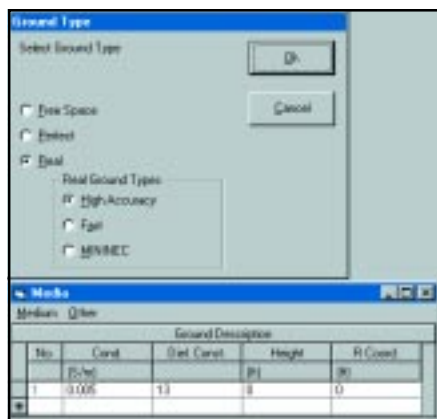 Ground Type
Select Ground Type
Ok
Cancel
Free Space
Perfect
Real
Real Ground Types
High Accuracy
Fast
MININEC
Media
Medium Other
Ground Description
No. Cond. Diel. Const. Height R Coord.
(S/m) (ft) (ft)
1 0.005 13 0 0